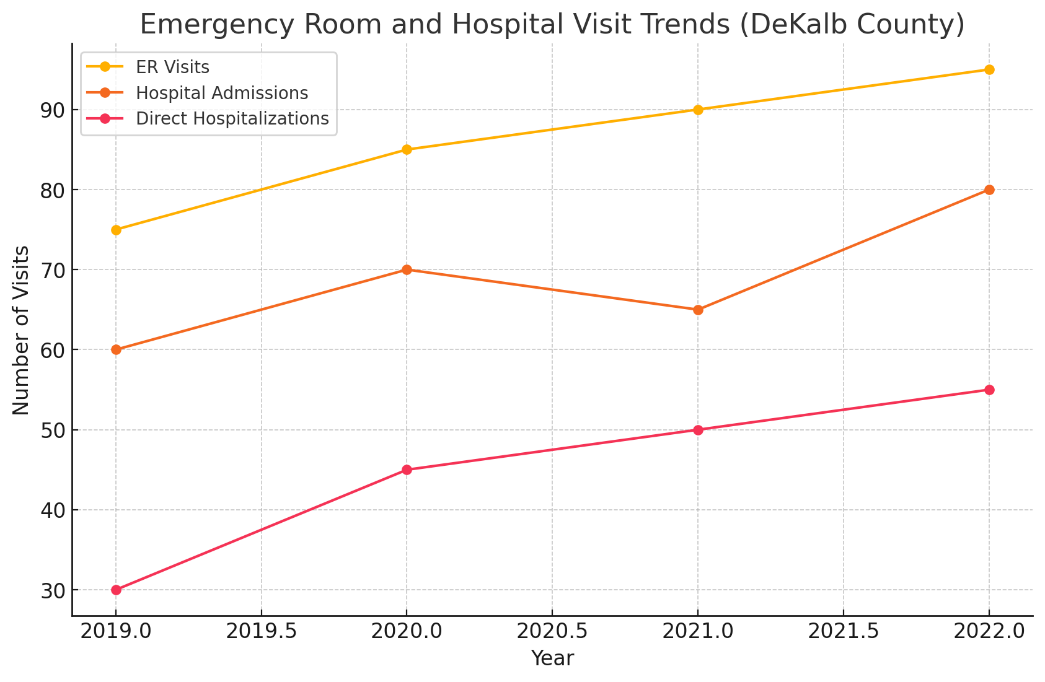 Emergency Room and Hospital Visit Trends (DeKalb County)
ER Visits
Hospital Admissions
Direct Hospitalizations
Number of Visits
90
80
70
60
50
40
30
2019.0 2019.5 2020.0 2020.5 2021.0 2021.5 2022.0
Year